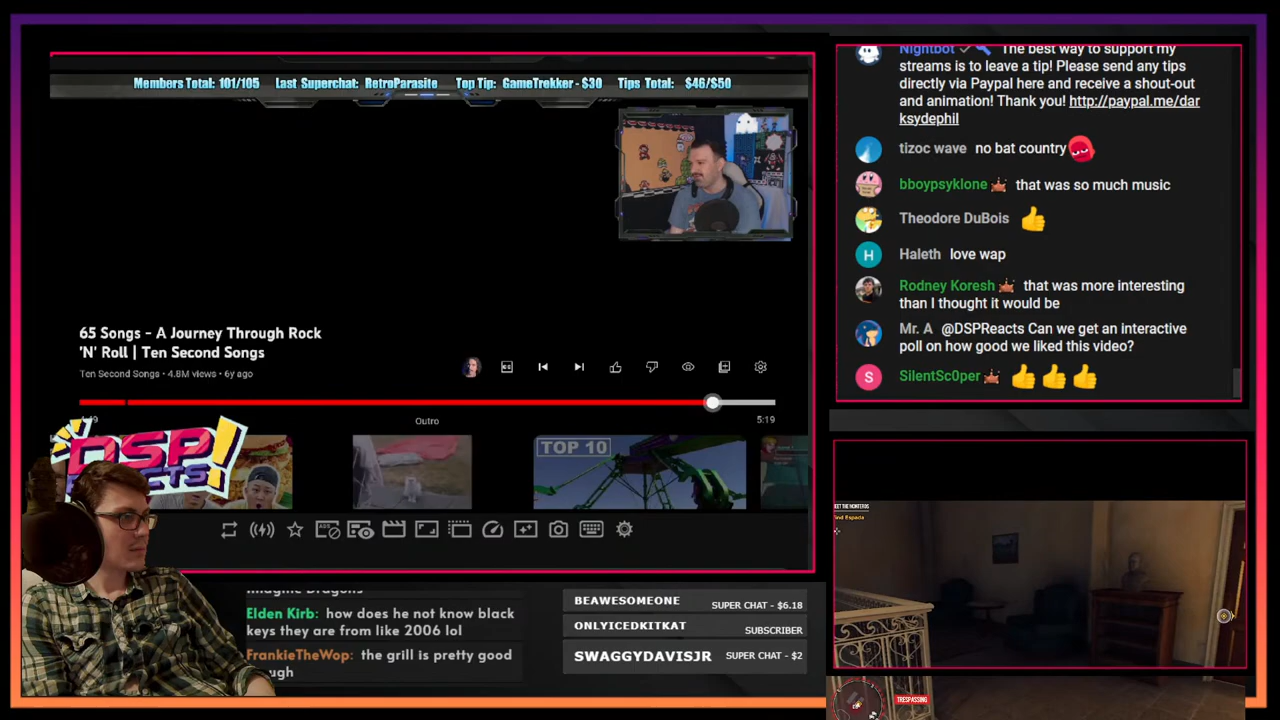 Members Total: 101/105 Last Superchat: RetroParasite Top Tip: GameTrekker - $30 Tips Total: $46/$50
65 Songs - A Journey Through Rock
'N' Roll | Ten Second Songs
Ten Second Songs • 4.8M views • 6y ago
Outro
5:19
DSP
REACTS!
TOP 10
Elden Kirb: how does he not know black
keys they are from like 2006 lol
FrankieTheWop: the grill is pretty good
BEAWESOMEONE SUPER CHAT - $6.18
ONLYICEDKITKAT SUBSCRIBER
SWAGGYDAVISJR SUPER CHAT - $2
Nightbot The best way to support my
streams is to leave a tip! Please send any tips
directly via Paypal here and receive a shout-out
and animation! Thank you! http://paypal.me/dar
ksydephil
tizoc wave no bat country
bboypsyklone that was so much music
Theodore DuBois
H Haleth love wap
Rodney Koresh that was more interesting
than I thought it would be
Mr. A @DSPReacts Can we get an interactive
poll on how good we liked this video?
S SilentSc0per
TRESPASSING